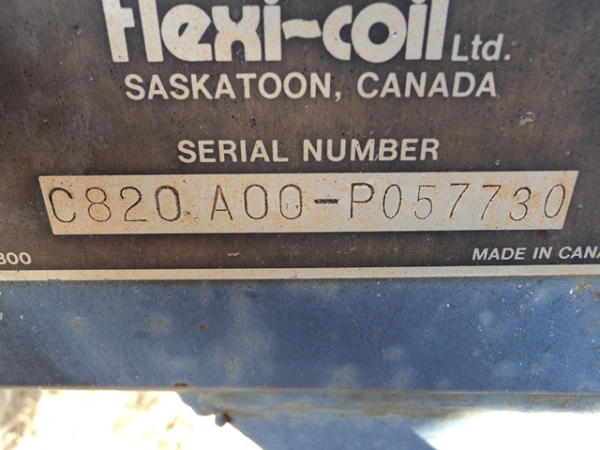 flexi-coil Ltd.
SASKATOON, CANADA
SERIAL NUMBER
C820 A00-P057730
800 MADE IN CANA